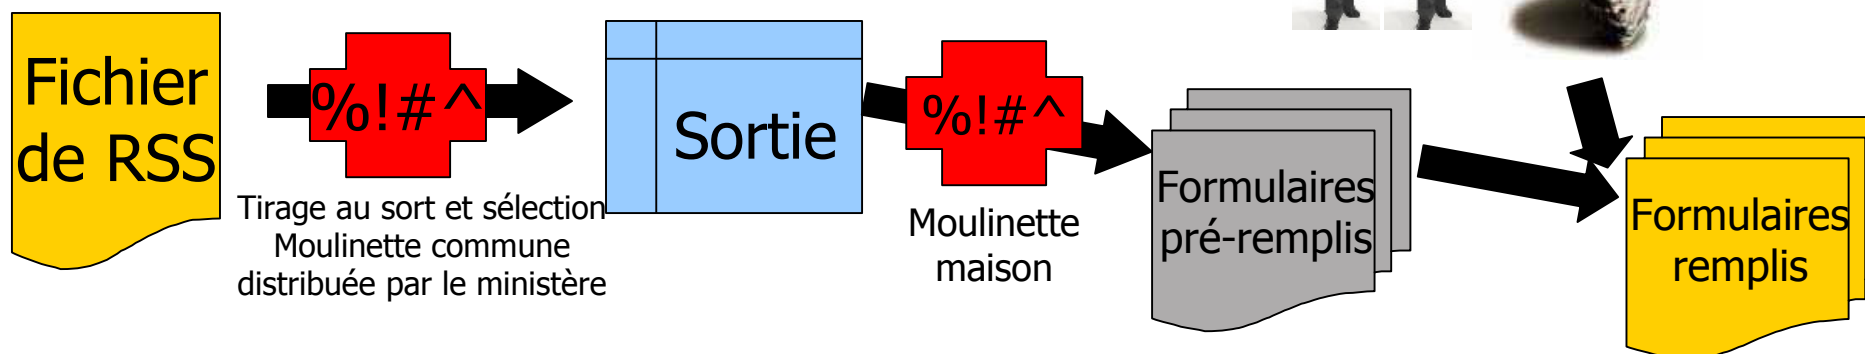 Fichier
de RSS
%!#^
Tirage au sort et sélection
Moulinette commune
distribuée par le ministère
Sortie
%!#^
Moulinette
maison
Formulaires
pré-remplis
Formulaires
remplis